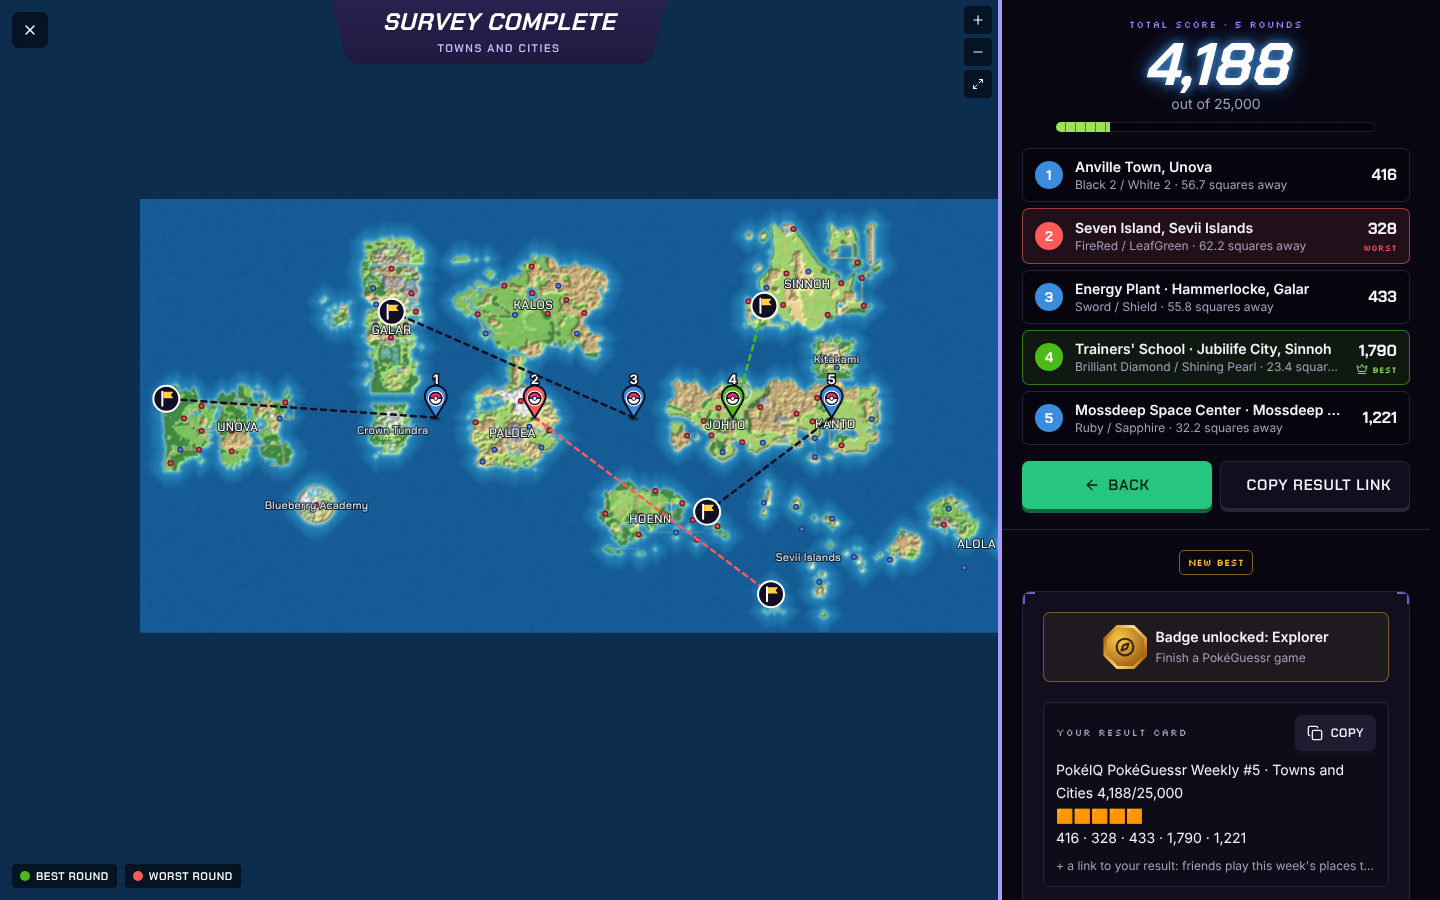 SURVEY COMPLETE
TOWNS AND CITIES
GALAR
KALOS
SINNOH
Kitakami
1
2
3
4
5
UNOVA
Crown Tundra
PALDEA
JOHTO
KANTO
Blueberry Academy
HOENN
Sevii Islands
ALOLA
BEST ROUND
WORST ROUND
TOTAL SCORE · 5 ROUNDS
4,188
out of 25,000
1
Anville Town, Unova
Black 2 / White 2 · 56.7 squares away
416
2
Seven Island, Sevii Islands
FireRed / LeafGreen · 62.2 squares away
328
WORST
3
Energy Plant · Hammerlocke, Galar
Sword / Shield · 55.8 squares away
433
4
Trainers' School · Jubilife City, Sinnoh
Brilliant Diamond / Shining Pearl · 23.4 squar...
1,790
BEST
5
Mossdeep Space Center · Mossdeep ...
Ruby / Sapphire · 32.2 squares away
1,221
← BACK
COPY RESULT LINK
NEW BEST
Badge unlocked: Explorer
Finish a PokéGuessr game
YOUR RESULT CARD
COPY
PokéIQ PokéGuessr Weekly #5 · Towns and
Cities 4,188/25,000
🟧🟧🟧🟧🟧
416 · 328 · 433 · 1,790 · 1,221
+ a link to your result: friends play this week's places t...